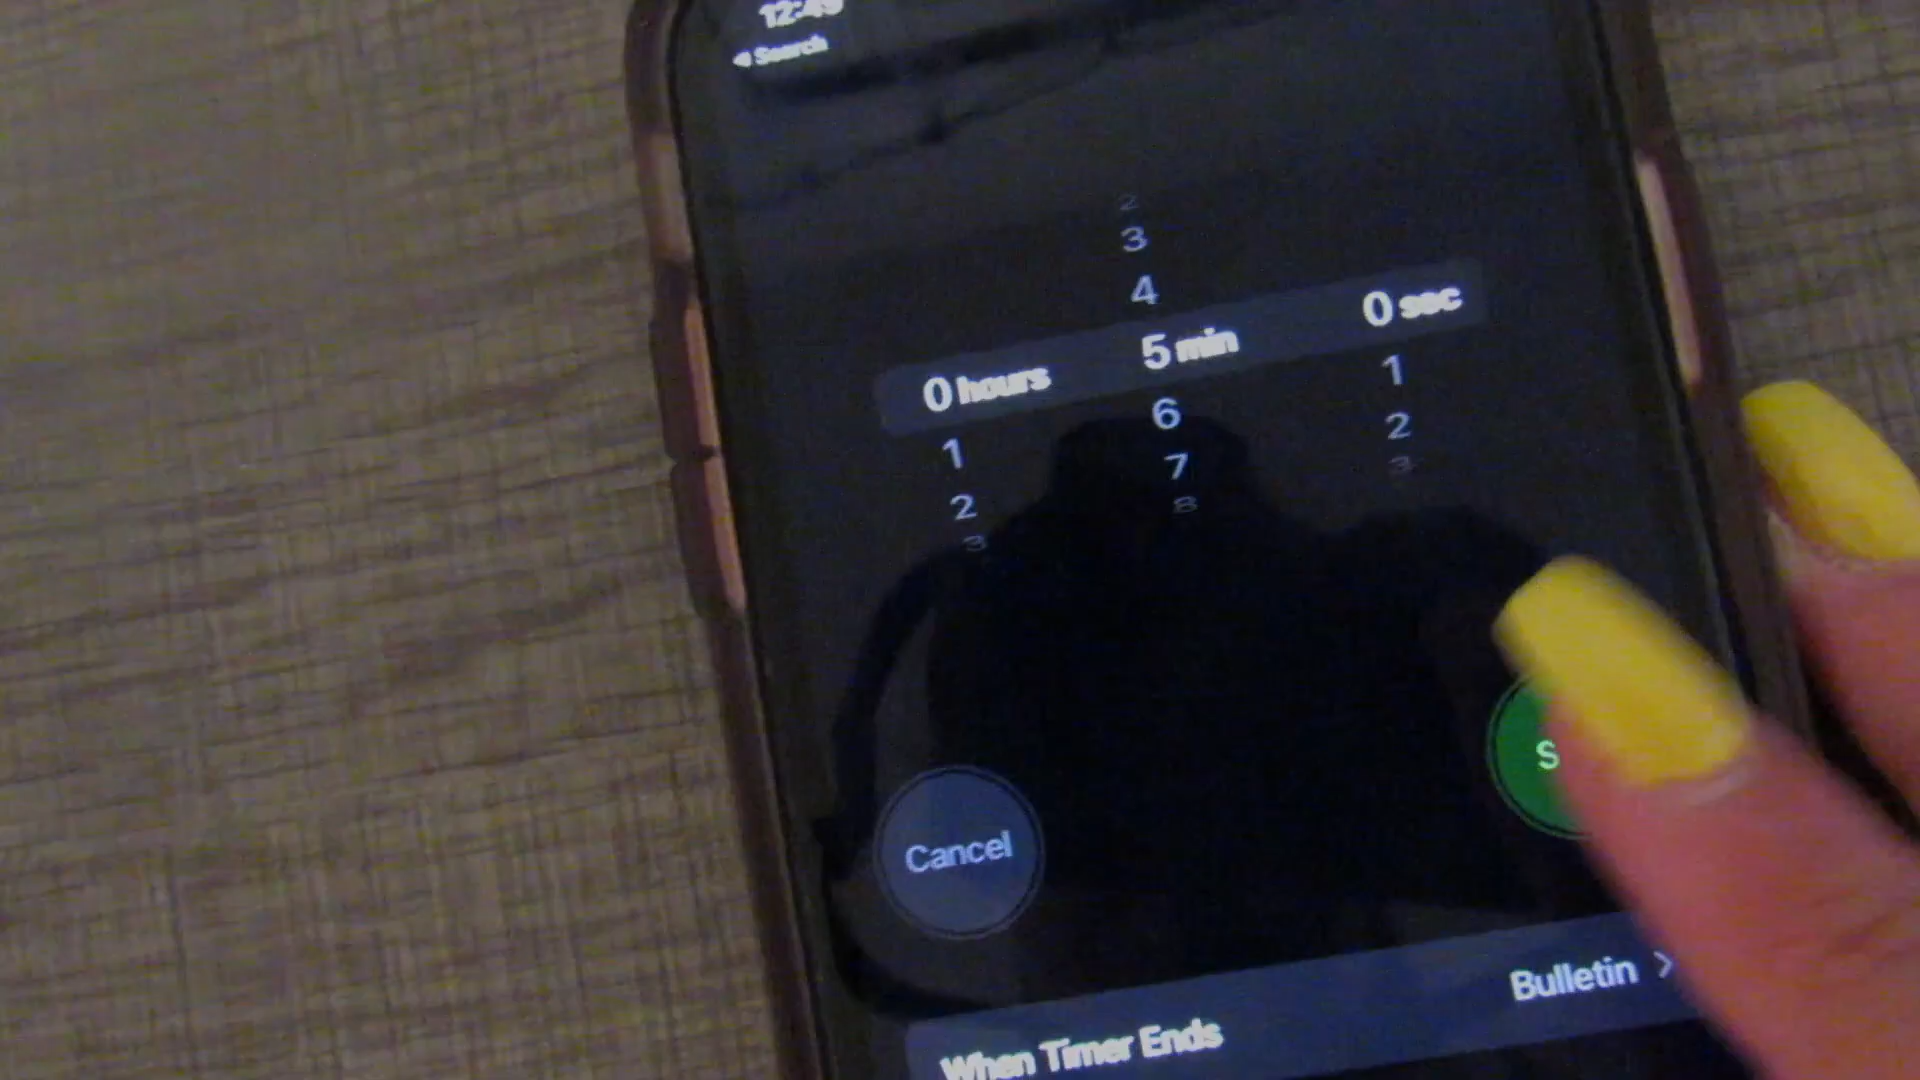 12:49
◀ Search
2
3
4
0 hours 5 min 0 sec
1 6 1
2 7 2
3 8 3
Cancel
When Timer Ends Bulletin >